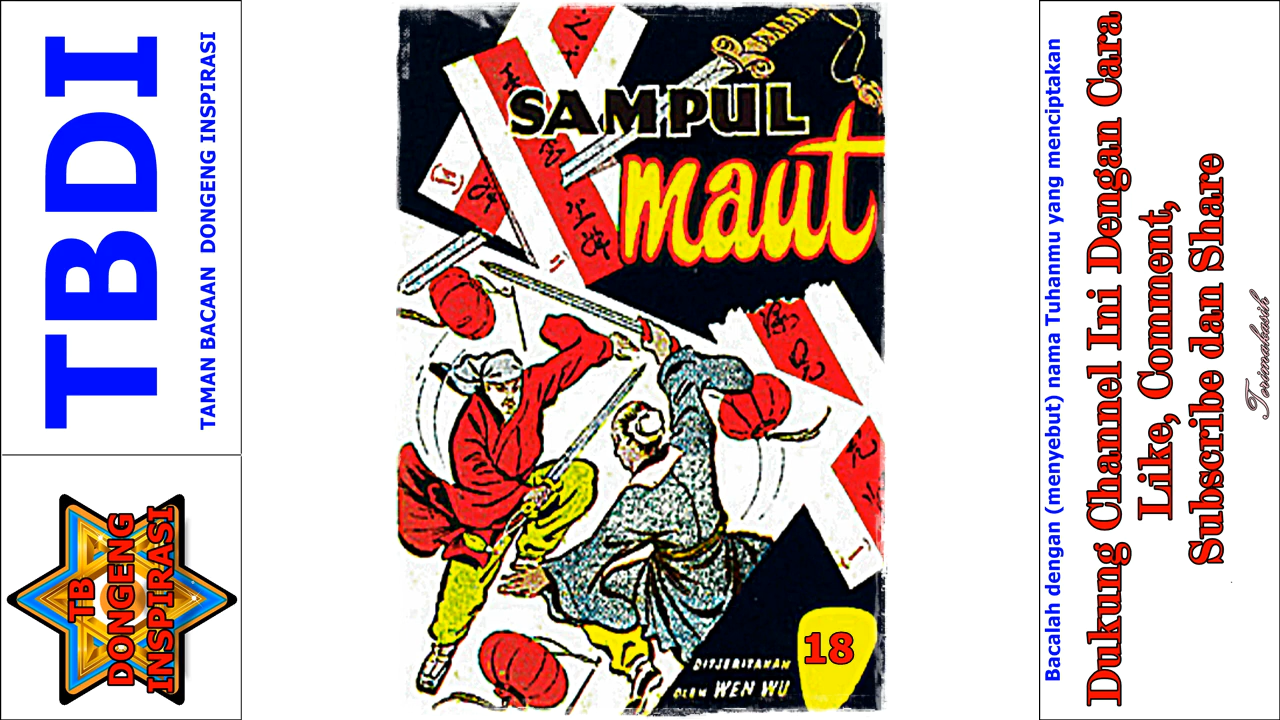 TBDI
TAMAN BACAAN DONGENG INSPIRASI
TB
DONGENG
INSPIRASI
SAMPUL
maut
18
DITJERITAKAN
OLEH WEN WU
Bacalah dengan (menyebut) nama Tuhanmu yang menciptakan
Dukung Channel Ini Dengan Cara
Like, Comment,
Subscribe dan Share
Terimakasih